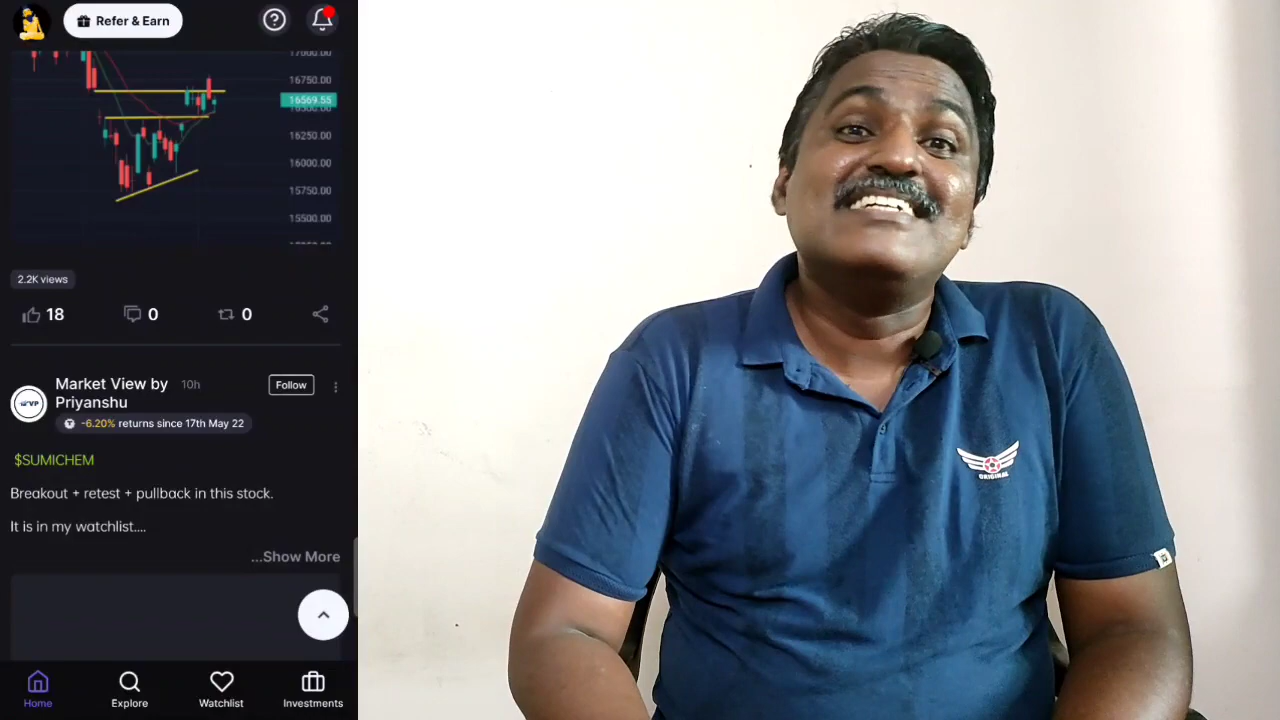 Refer & Earn
17000.00
16750.00
16569.55
16250.00
16000.00
15750.00
15500.00
2.2K views
18
0
0
Market View by
Priyanshu
10h
Follow
VP
-6.20% returns since 17th May 22
$SUMICHEM
Breakout + retest + pullback in this stock.
It is in my watchlist....
...Show More
Home
Explore
Watchlist
Investments
ORIGINAL